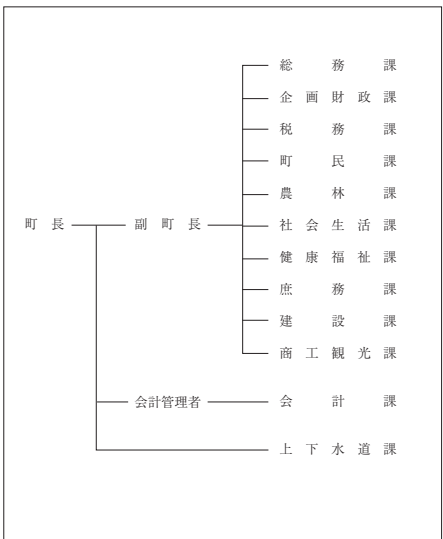 総務課
企画財政課
税務課
町民課
農林課
町長 副町長 社会生活課
健康福祉課
庶務課
建設課
商工観光課
会計管理者 会計課
上下水道課